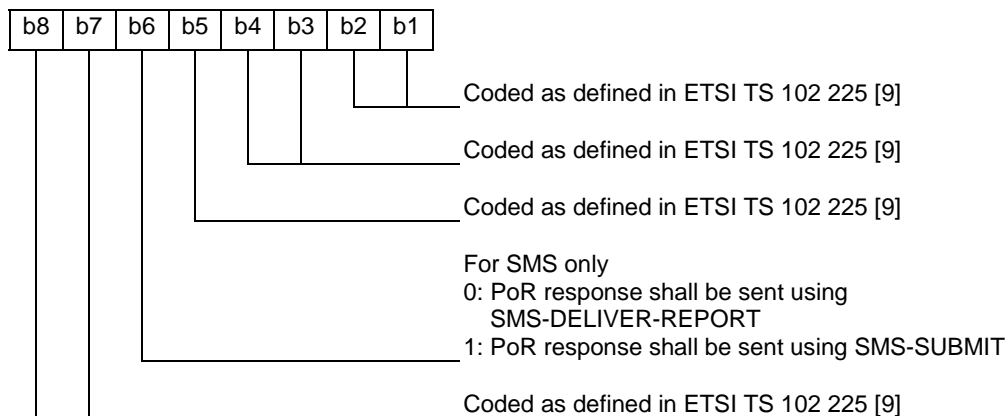 b8 b7 b6 b5 b4 b3 b2 b1
Coded as defined in ETSI TS 102 225 [9]
Coded as defined in ETSI TS 102 225 [9]
Coded as defined in ETSI TS 102 225 [9]
For SMS only
0: PoR response shall be sent using
SMS-DELIVER-REPORT
1: PoR response shall be sent using SMS-SUBMIT
Coded as defined in ETSI TS 102 225 [9]